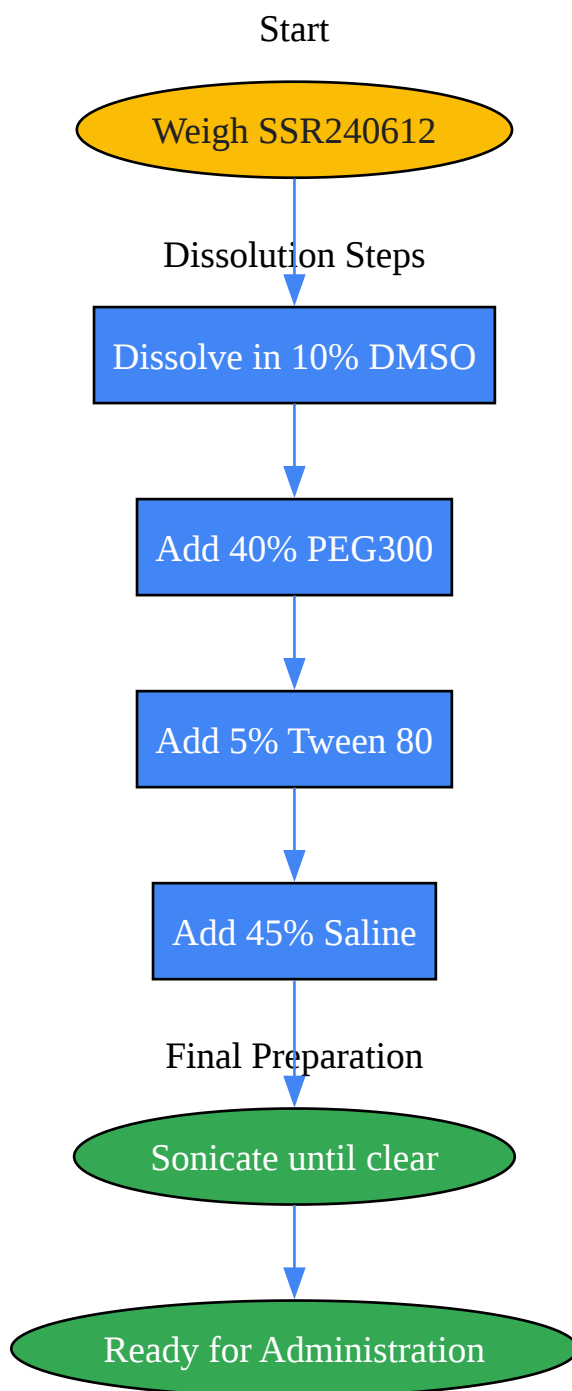 Start
Weigh SSR240612
Dissolution Steps
Dissolve in 10% DMSO
Add 40% PEG300
Add 5% Tween 80
Add 45% Saline
Final Preparation
Sonicate until clear
Ready for Administration